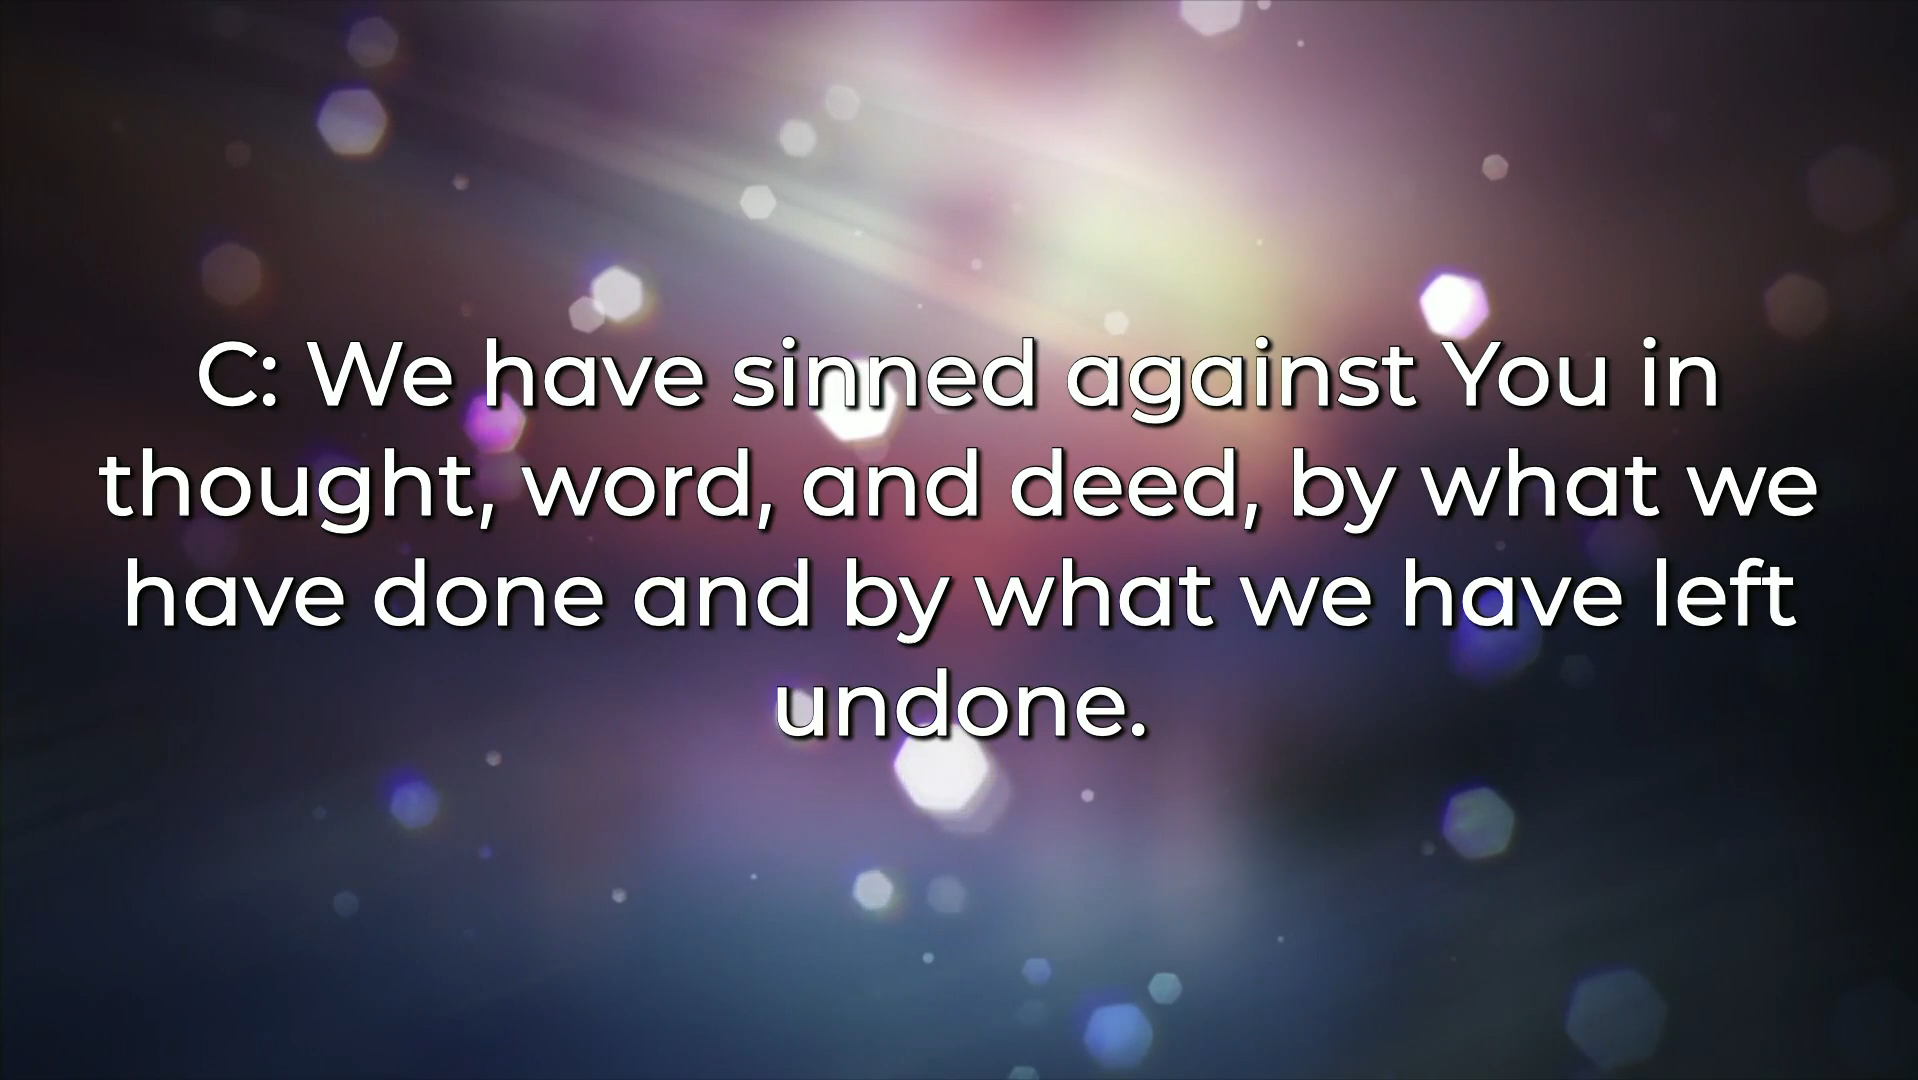 C: We have sinned against You in
thought, word, and deed, by what we
have done and by what we have left
undone.